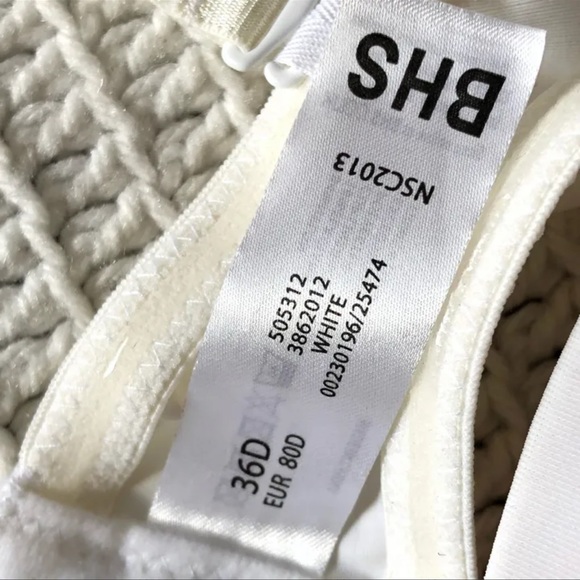 BHS
NSC2013
505312
3862012
WHITE
00230196/25474
36D
EUR 80D